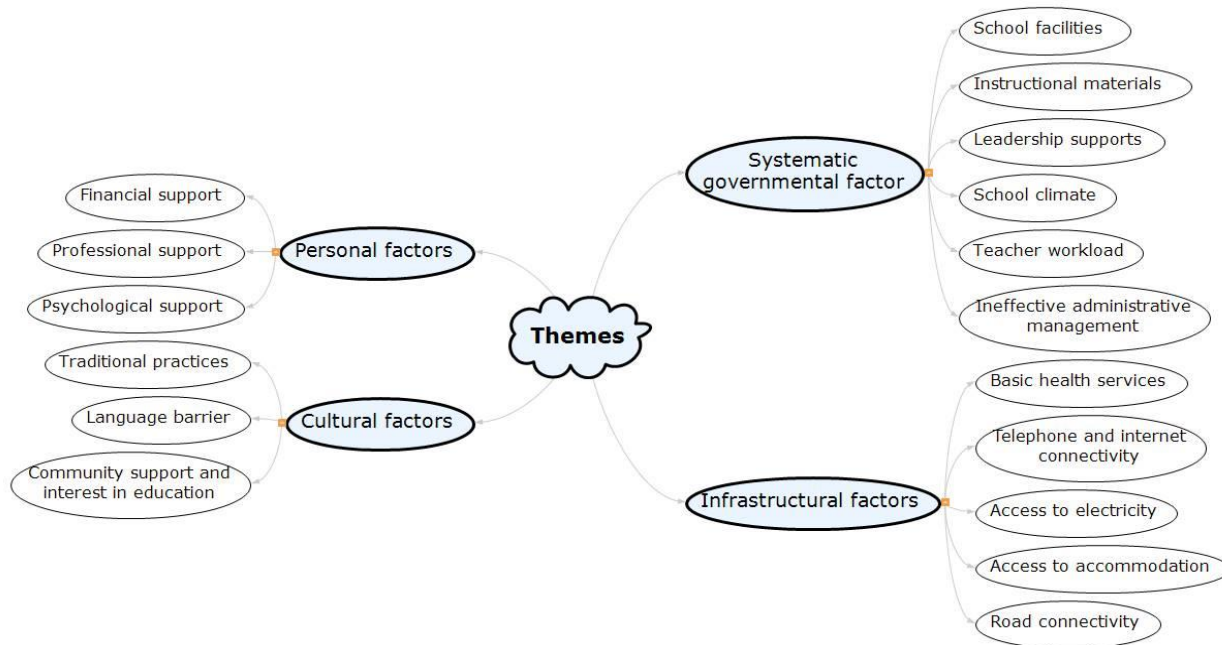 Themes
Personal factors
Financial support
Professional support
Psychological support
Cultural factors
Traditional practices
Language barrier
Community support and
interest in education
Systematic
governmental factor
School facilities
Instructional materials
Leadership supports
School climate
Teacher workload
Ineffective administrative
management
Infrastructural factors
Basic health services
Telephone and internet
connectivity
Access to electricity
Access to accommodation
Road connectivity